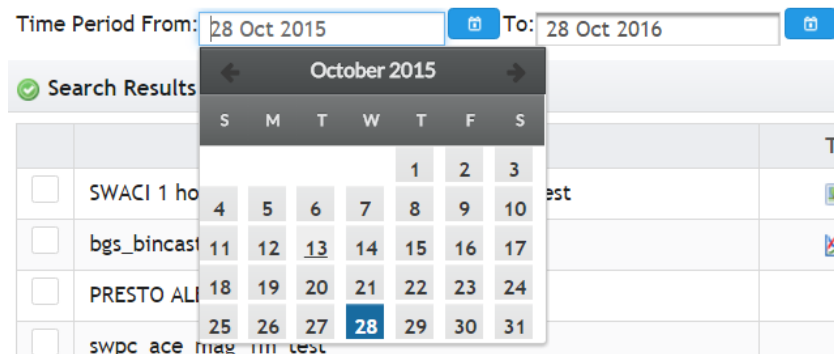 Time Period From: 28 Oct 2015 To: 28 Oct 2016
October 2015
Search Results
S M T W T F S
1 2 3
SWACI 1 ho est
4 5 6 7 8 9 10
bgs_bincast
11 12 13 14 15 16 17
PRESTO ALE
18 19 20 21 22 23 24
25 26 27 28 29 30 31
swpc_ace_mag_rm_test